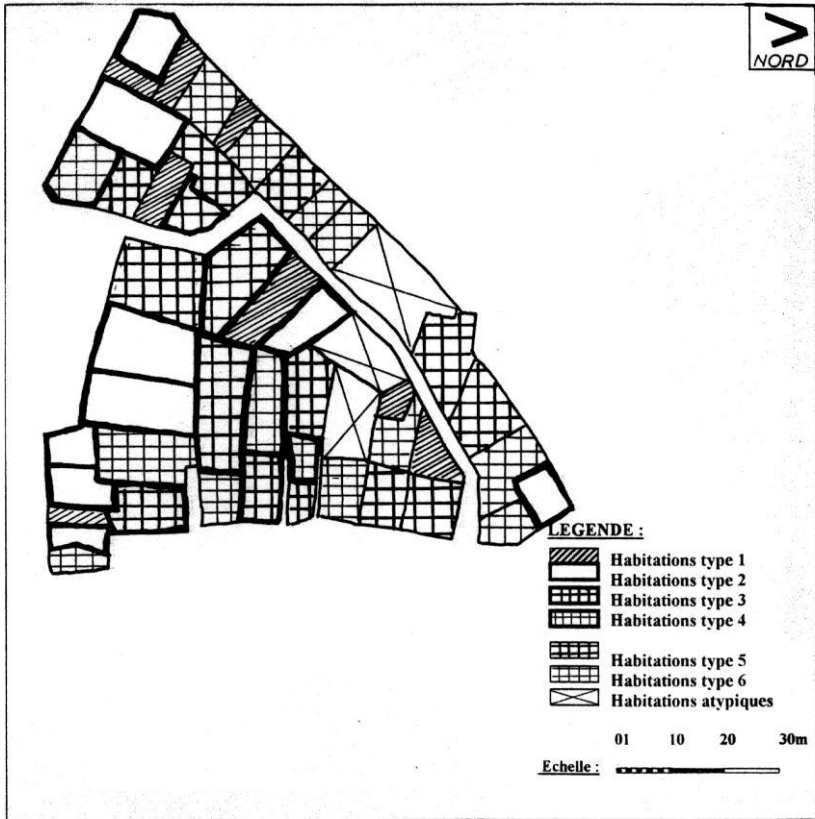 NORD
LEGENDE :
Habitations type 1
Habitations type 2
Habitations type 3
Habitations type 4
Habitations type 5
Habitations type 6
Habitations atypiques
01 10 20 30m
Echelle :